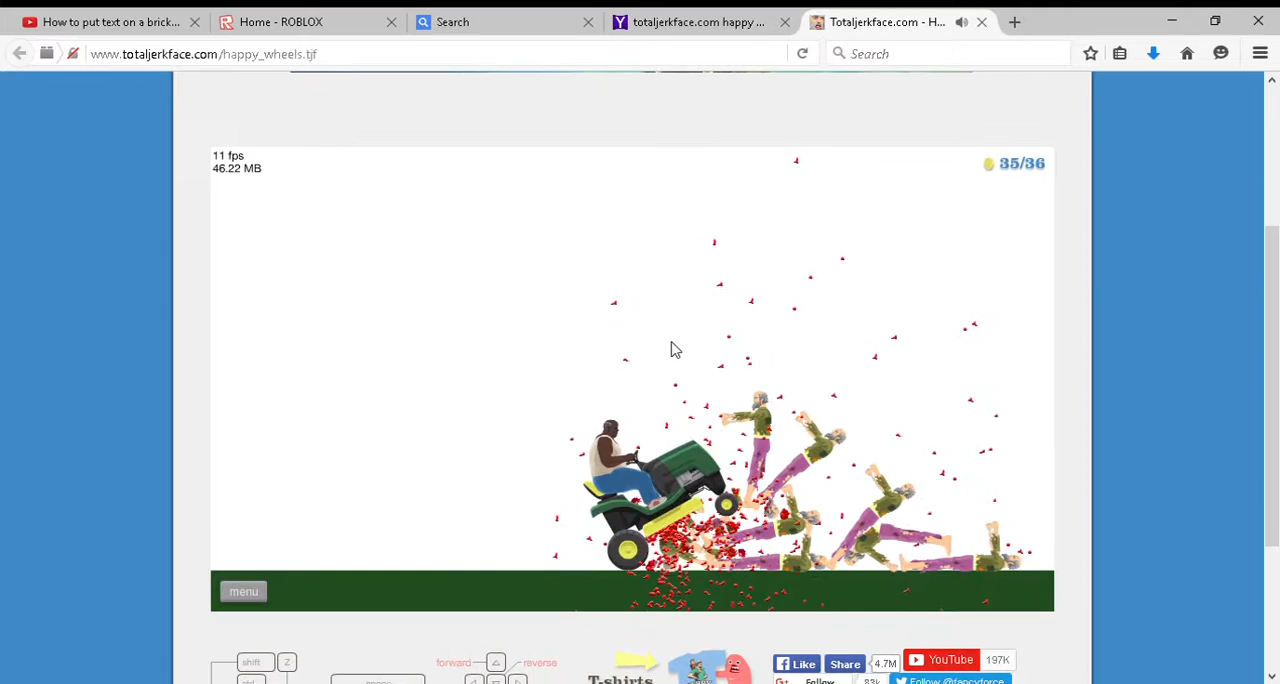 How to put text on a brick...
Home - ROBLOX
Search
totaljerkface.com happy ...
Totaljerkface.com - H...
www.totaljerkface.com/happy_wheels.tjf
Search
11 fps
46.22 MB
35/36
menu
shift
Z
forward
reverse
T-shirts
Like
Share
4.7M
YouTube
197K
Follow
83k
Follow @fancyforce